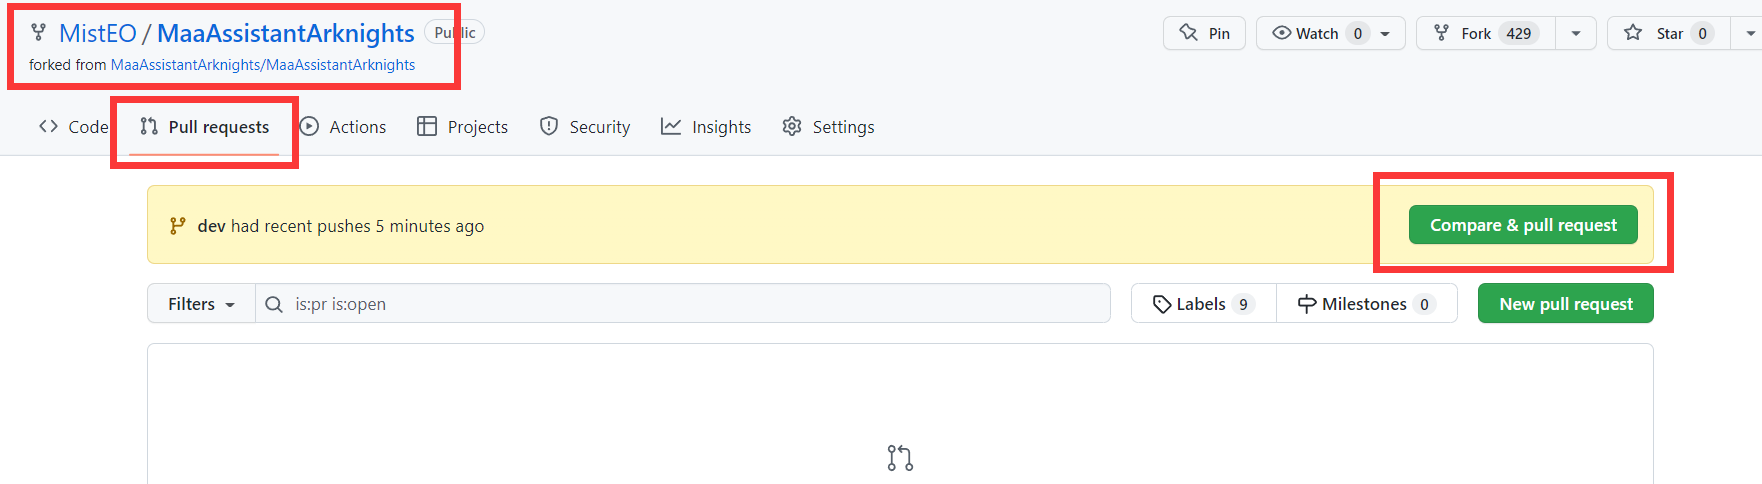 MistEO / MaaAssistantArknights Public
forked from MaaAssistantArknights/MaaAssistantArknights
Pin
Watch 0
Fork 429
Star 0
Code
Pull requests
Actions
Projects
Security
Insights
Settings
dev had recent pushes 5 minutes ago
Compare & pull request
Filters
is:pr is:open
Labels 9
Milestones 0
New pull request